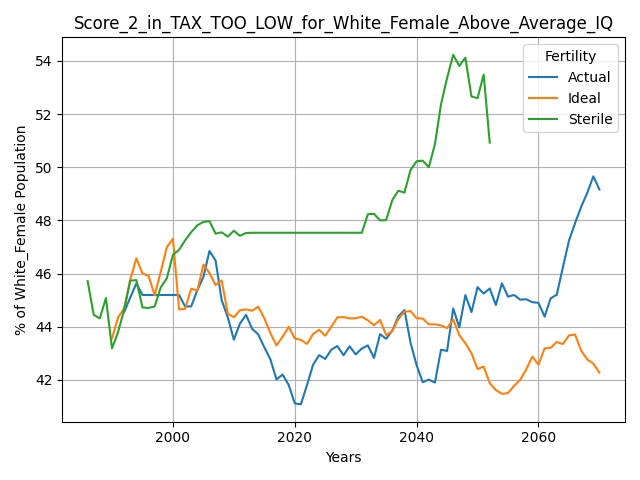 Score_2_in_TAX_TOO_LOW_for_White_Female_Above_Average_IQ
Fertility
Actual
Ideal
Sterile
% of White_Female Population
54
52
50
48
46
44
42
2000
2020
2040
2060
Years